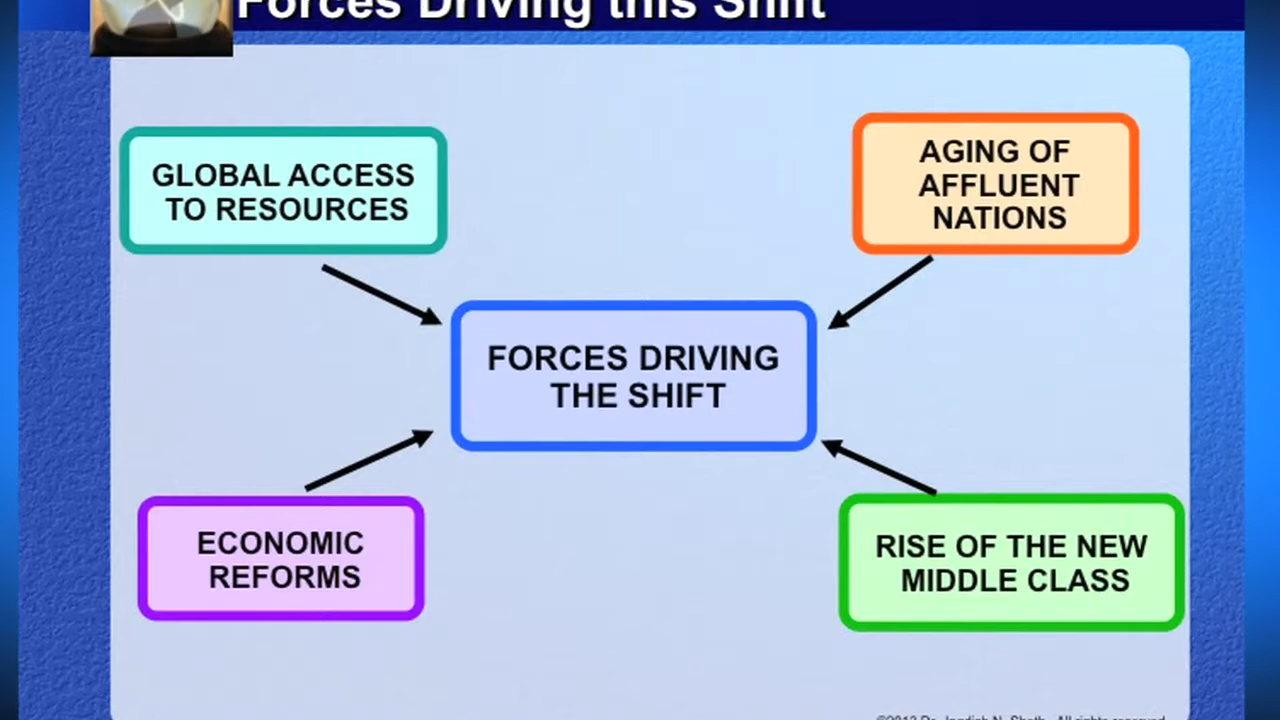 Forces Driving this Shift
GLOBAL ACCESS
TO RESOURCES
AGING OF
AFFLUENT
NATIONS
FORCES DRIVING
THE SHIFT
ECONOMIC
REFORMS
RISE OF THE NEW
MIDDLE CLASS